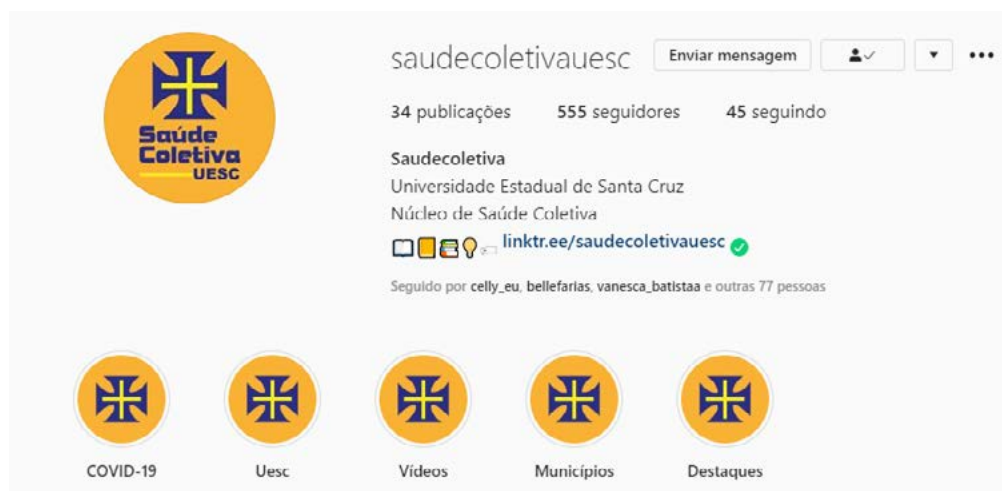 Saúde
Coletiva
UESC
saudecoletivauesc Enviar mensagem
34 publicações 555 seguidores 45 seguindo
Saudecoletiva
Universidade Estadual de Santa Cruz
Núcleo de Saúde Coletiva
linktr.ee/saudecoletivauesc
Seguido por celly_eu, bellefarias, vanesca_batistaa e outras 77 pessoas
COVID-19 Uesc Vídeos Municípios Destaques